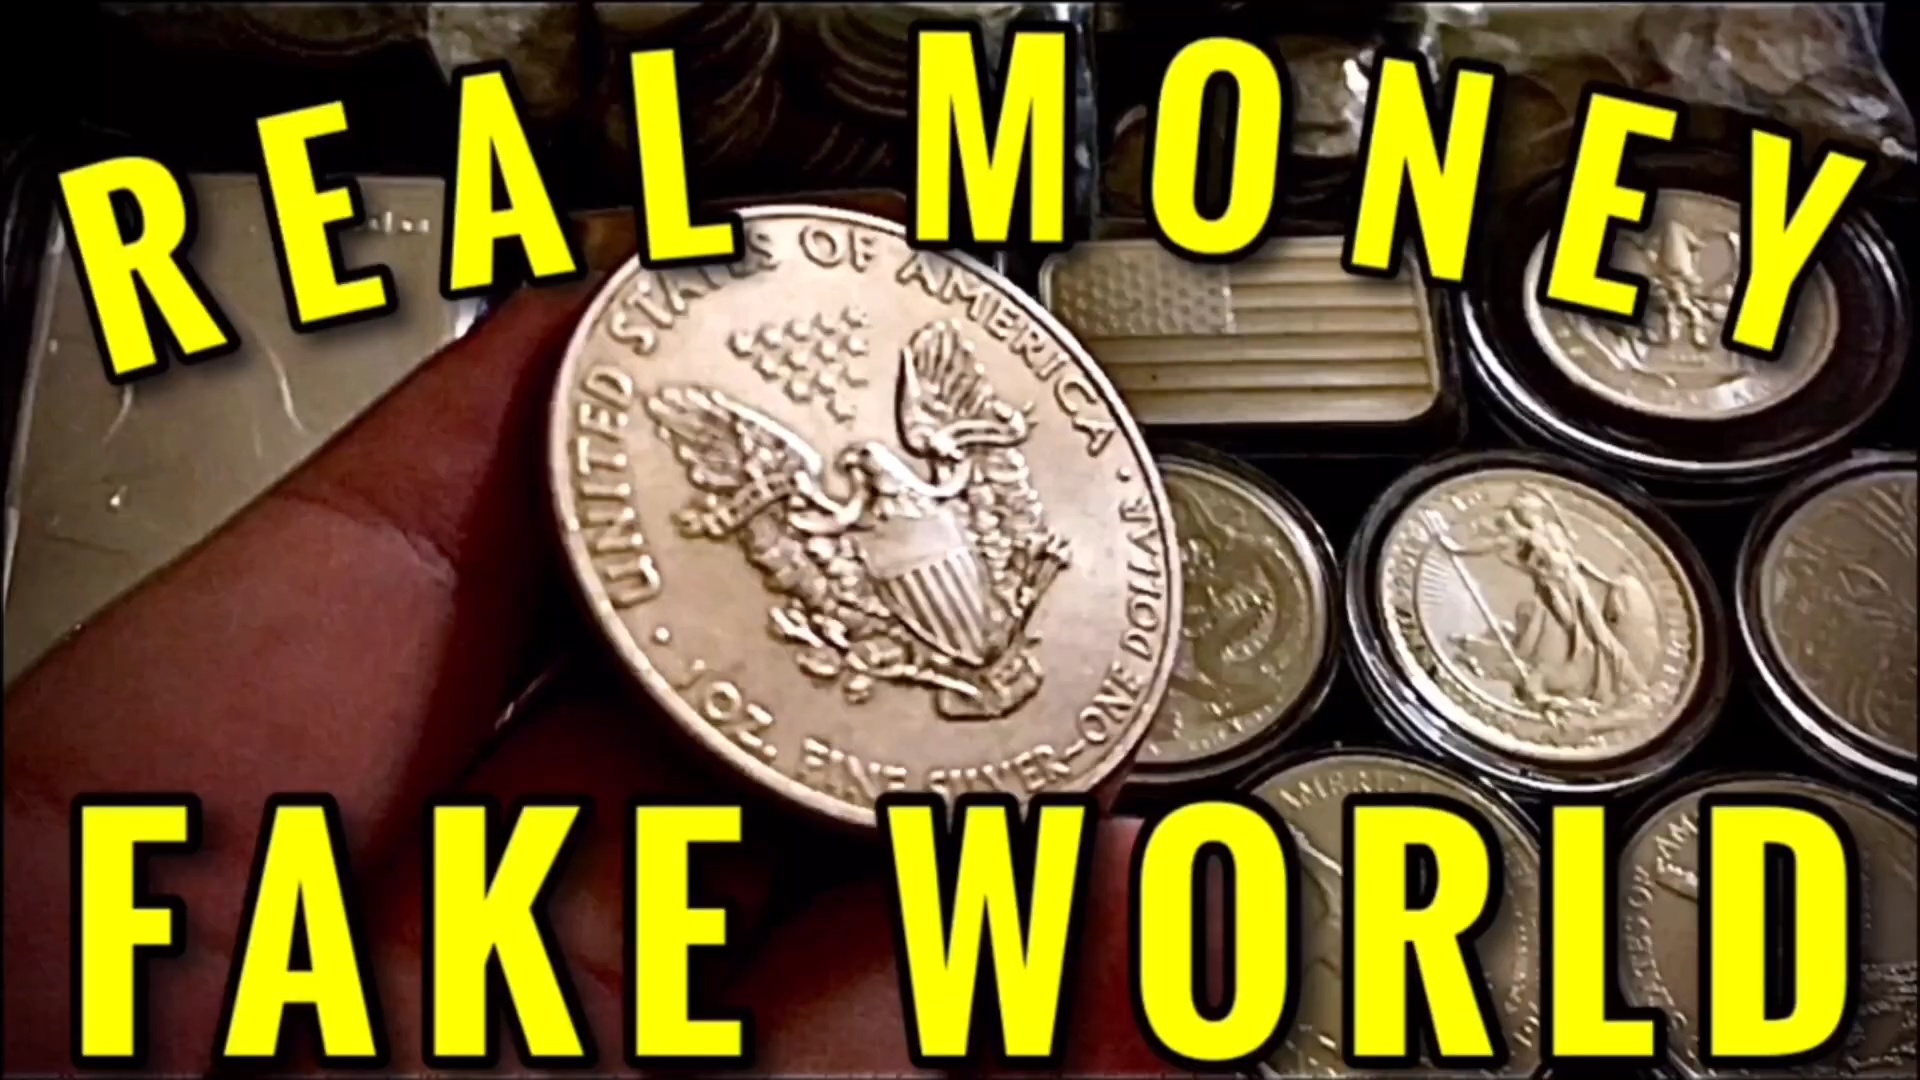 REAL MONEY
UNITED STATES OF AMERICA · 1 OZ. FINE SILVER–ONE DOLLAR ·
FAKE WORLD